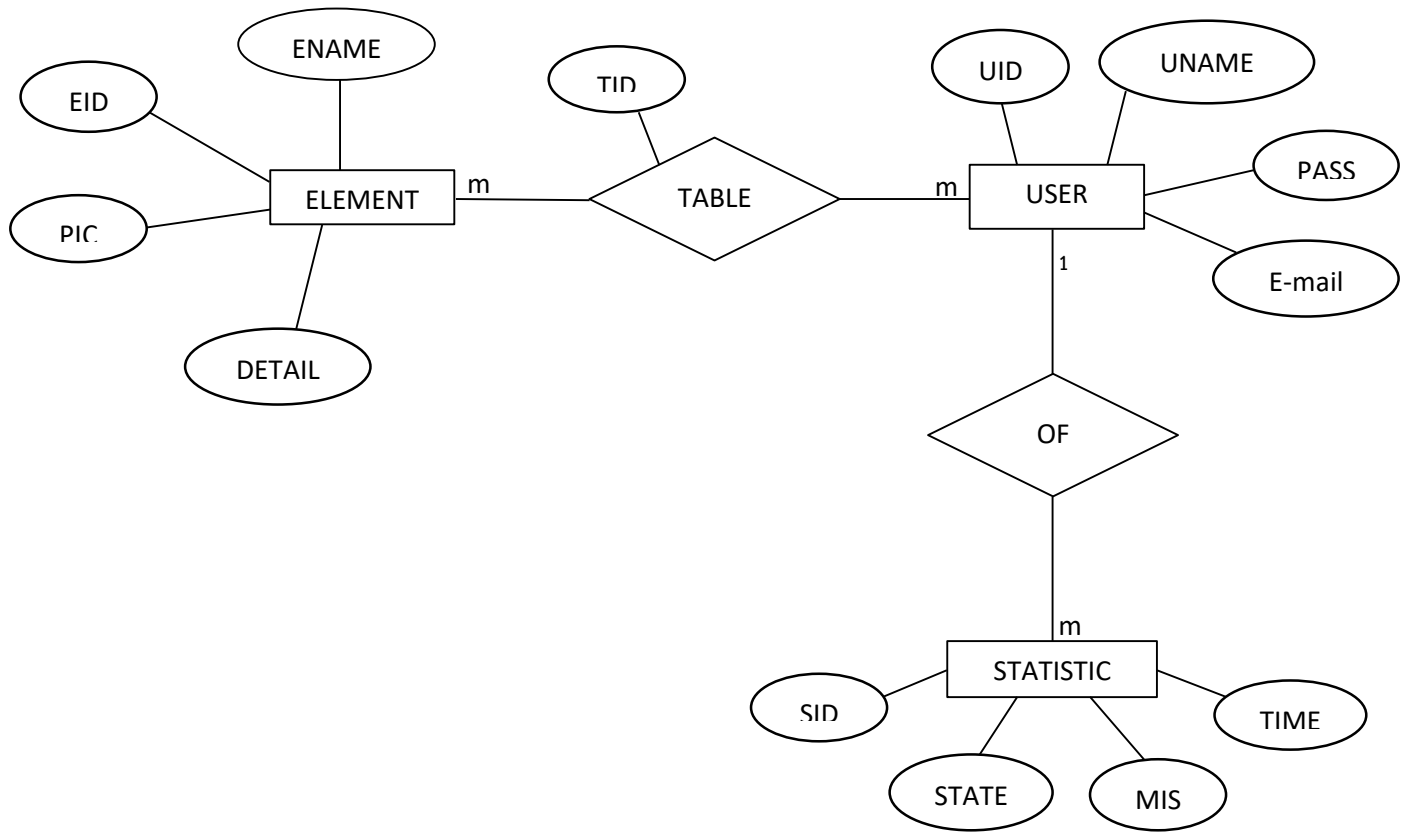 ENAME
EID
TID
UID
UNAME
PASS
ELEMENT
m
TABLE
m
USER
PIC
E-mail
1
DETAIL
OF
m
STATISTIC
SID
TIME
STATE
MIS